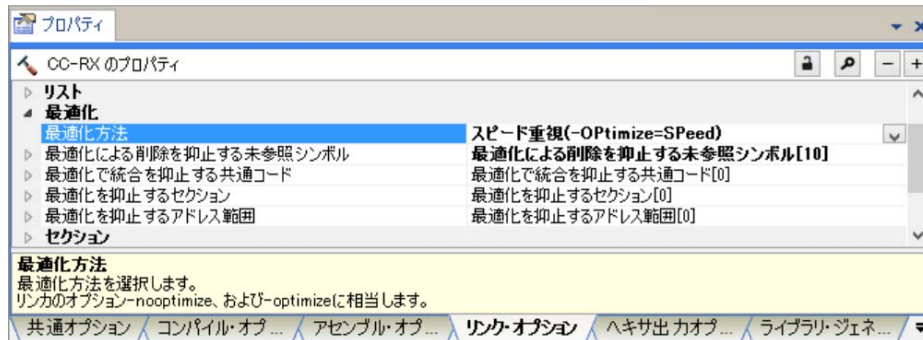 プロパティ
CC-RX のプロパティ
リスト
最適化
最適化方法 スピード重視(-OPtimize=SPeed)
最適化による削除を抑止する未参照シンボル 最適化による削除を抑止する未参照シンボル[10]
最適化で統合を抑止する共通コード 最適化で統合を抑止する共通コード[0]
最適化を抑止するセクション 最適化を抑止するセクション[0]
最適化を抑止するアドレス範囲 最適化を抑止するアドレス範囲[0]
セクション
最適化方法
最適化方法を選択します。
リンカのオプション-nooptimize、および-optimizeに相当します。
共通オプション コンパイル・オプ... アセンブル・オプ... リンク・オプション ヘキサ出力オプ... ライブラリ・ジェネ...